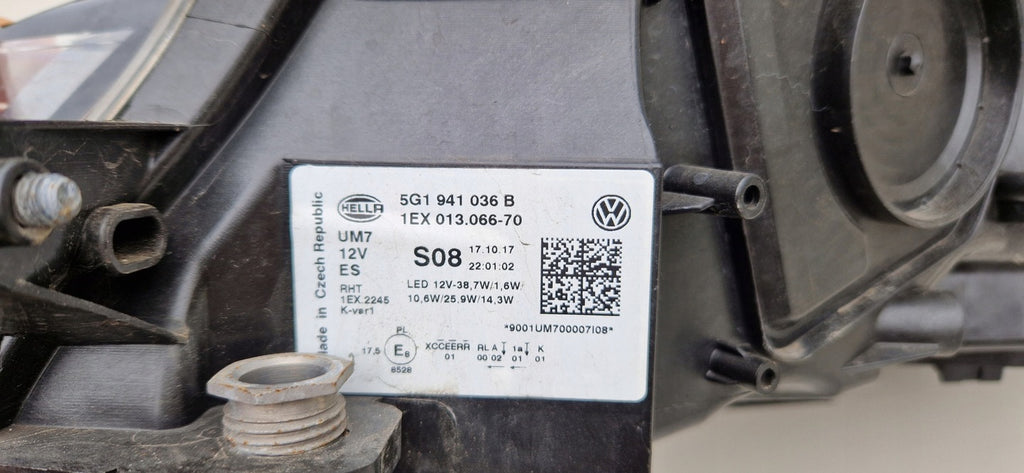 Made in Czech Republic
HELLA
5G1 941 036 B
1EX 013.066-70
UM7
12V
ES
S08
17.10.17
22:01:02
RHT
1EX.2245
K-ver1
LED 12V-38,7W/1,6W/
10,6W/25,9W/14,3W
*9001UM700007I08*
PL
17,5
E8
8528
XCCEERR RL A 1a K
01 00 02 01 01